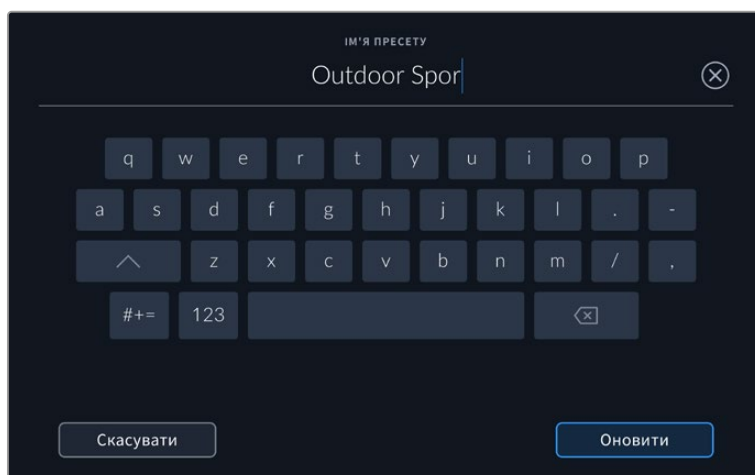 ІМ'Я ПРЕСЕТУ
Outdoor Spor
q w e r t y u i o p
a s d f g h j k l . -
z x c v b n m / ,
#+= 123
Скасувати Оновити